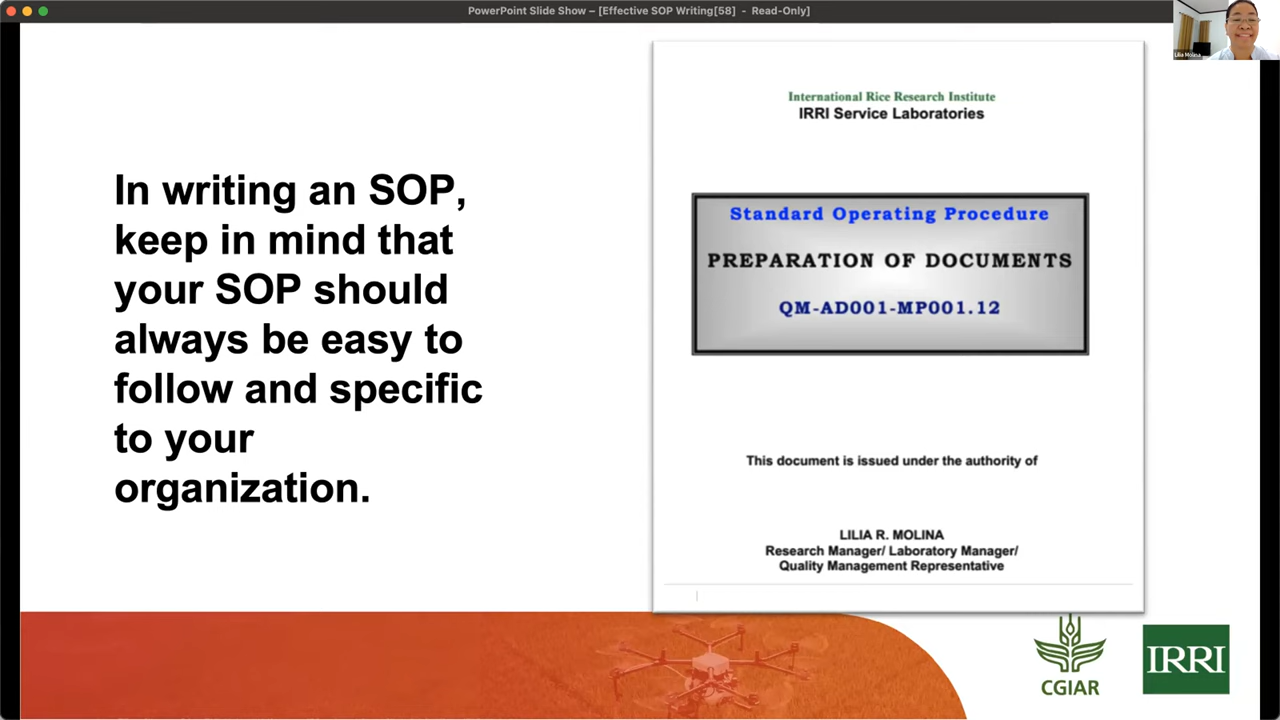 PowerPoint Slide Show – [Effective SOP Writing[58] - Read-Only]
Lilia Molina
In writing an SOP,
keep in mind that
your SOP should
always be easy to
follow and specific
to your
organization.
International Rice Research Institute
IRRI Service Laboratories
Standard Operating Procedure
PREPARATION OF DOCUMENTS
QM-AD001-MP001.12
This document is issued under the authority of
LILIA R. MOLINA
Research Manager/ Laboratory Manager/
Quality Management Representative
CGIAR
IRRI